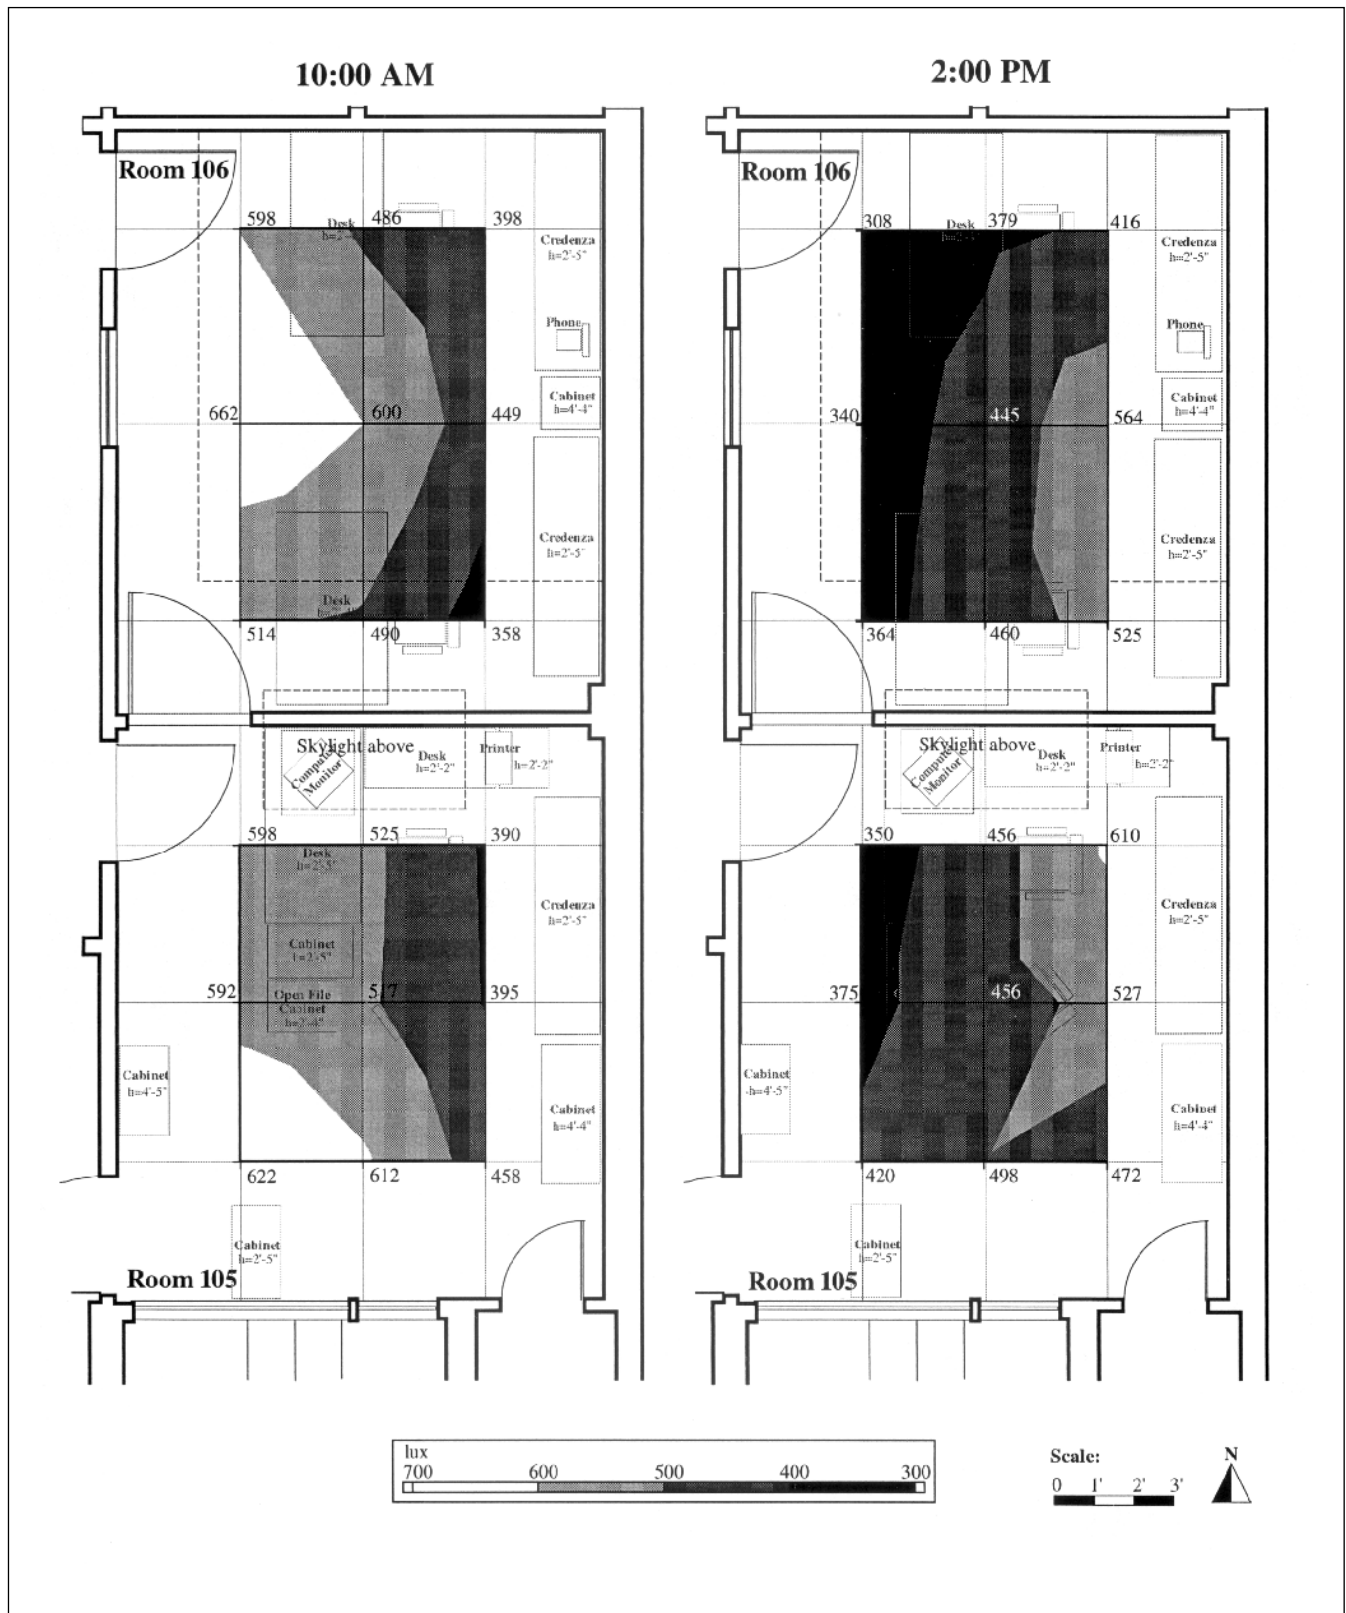 10:00 AM
2:00 PM
Room 106
598
486
398
Desk
Credenza
h=2'-5"
Phone
Cabinet
h=4'-4"
662
600
449
Credenza
h=2'-5"
Desk
514
490
358
Skylight above
Computer
Monitor
Desk
h=2'-2"
Printer
h=2'-2"
598
525
390
Desk
h=2'-5"
Credenza
h=2'-5"
Cabinet
h=2'-5"
592
517
395
Open File
Cabinet
h=2'-4"
Cabinet
h=4'-5"
Cabinet
h=4'-4"
622
612
458
Cabinet
h=2'-5"
Room 105
Room 106
308
379
416
Desk
Credenza
h=2'-5"
Phone
Cabinet
h=4'-4"
340
445
564
Credenza
h=2'-5"
364
460
525
Skylight above
Computer
Monitor
Desk
h=2'-2"
Printer
h=2'-2"
350
456
610
Credenza
h=2'-5"
375
456
527
Cabinet
h=4'-5"
Cabinet
h=4'-4"
420
498
472
Cabinet
h=2'-5"
Room 105
lux
700 600 500 400 300
Scale:
0 1' 2' 3'
N